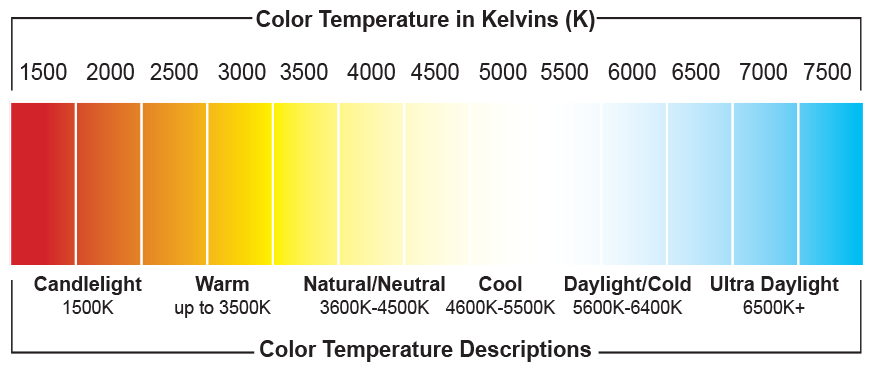 Color Temperature in Kelvins (K)
1500 2000 2500 3000 3500 4000 4500 5000 5500 6000 6500 7000 7500
Candlelight Warm Natural/Neutral Cool Daylight/Cold Ultra Daylight
1500K up to 3500K 3600K-4500K 4600K-5500K 5600K-6400K 6500K+
Color Temperature Descriptions